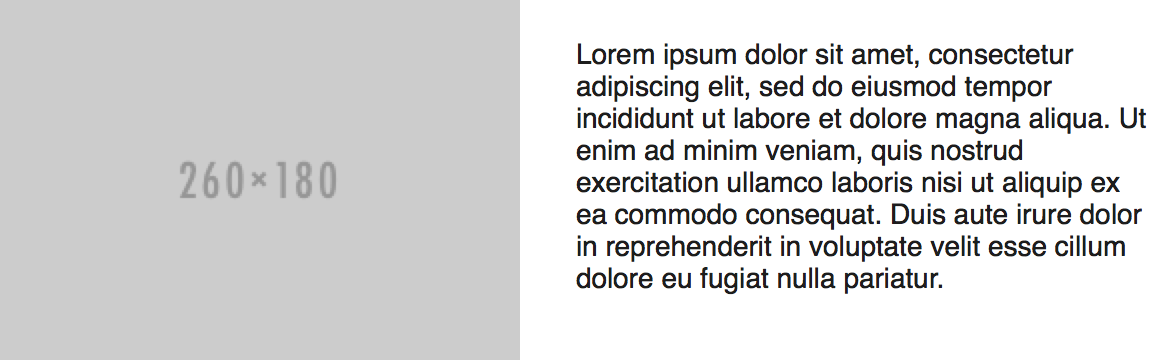 260×180
Lorem ipsum dolor sit amet, consectetur
adipiscing elit, sed do eiusmod tempor
incididunt ut labore et dolore magna aliqua. Ut
enim ad minim veniam, quis nostrud
exercitation ullamco laboris nisi ut aliquip ex
ea commodo consequat. Duis aute irure dolor
in reprehenderit in voluptate velit esse cillum
dolore eu fugiat nulla pariatur.